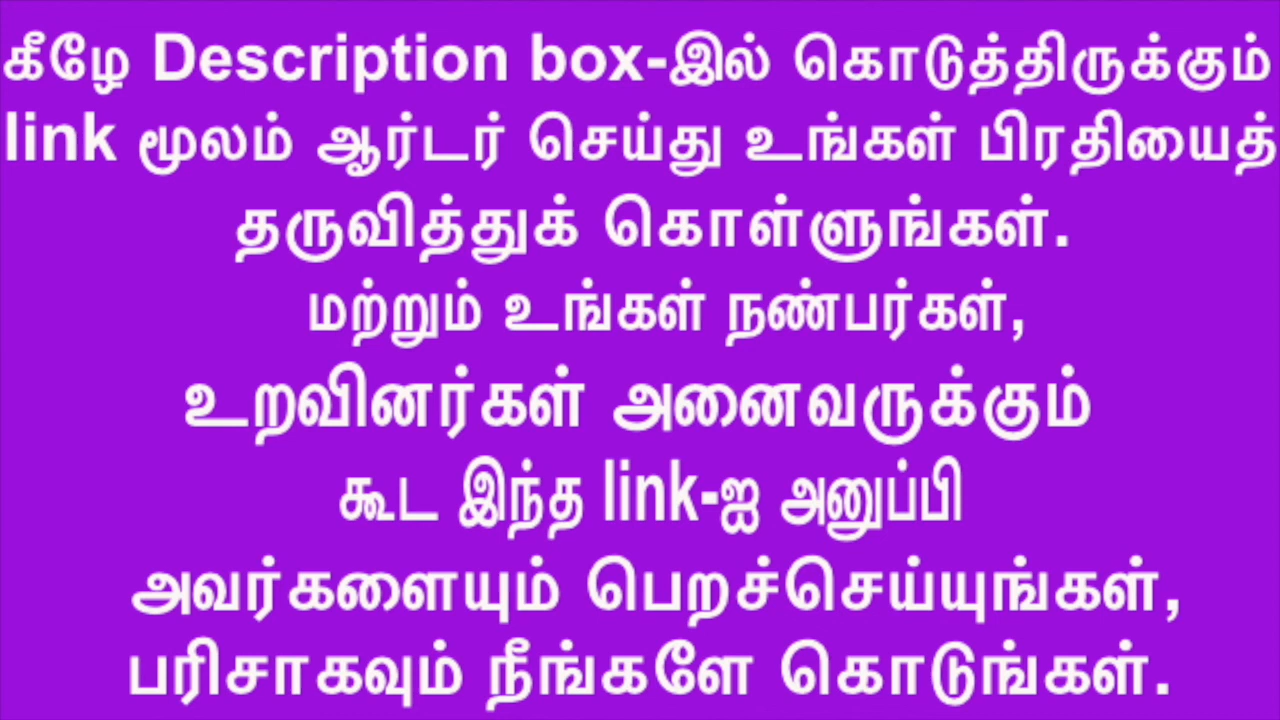 கீழே Description box-இல் கொடுத்திருக்கும்
link மூலம் ஆர்டர் செய்து உங்கள் பிரதியைத்
தருவித்துக் கொள்ளுங்கள்.
மற்றும் உங்கள் நண்பர்கள்,
உறவினர்கள் அனைவருக்கும்
கூட இந்த link-ஐ அனுப்பி
அவர்களையும் பெறச்செய்யுங்கள்,
பரிசாகவும் நீங்களே கொடுங்கள்.